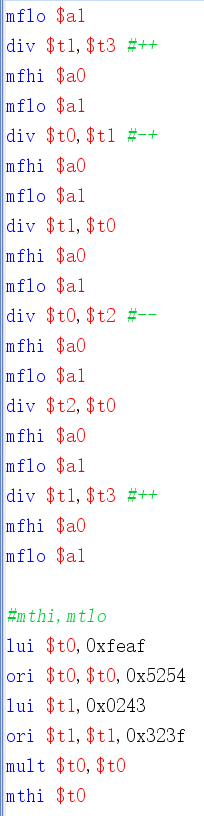 mflo $a1
div $t1,$t3 #++
mfhi $a0
mflo $a1
div $t0,$t1 #-+
mfhi $a0
mflo $a1
div $t1,$t0
mfhi $a0
mflo $a1
div $t0,$t2 #--
mfhi $a0
mflo $a1
div $t2,$t0
mfhi $a0
mflo $a1
div $t1,$t3 #++
mfhi $a0
mflo $a1
#mthi,mtlo
lui $t0,0xfeaf
ori $t0,$t0,0x5254
lui $t1,0x0243
ori $t1,$t1,0x323f
mult $t0,$t0
mthi $t0